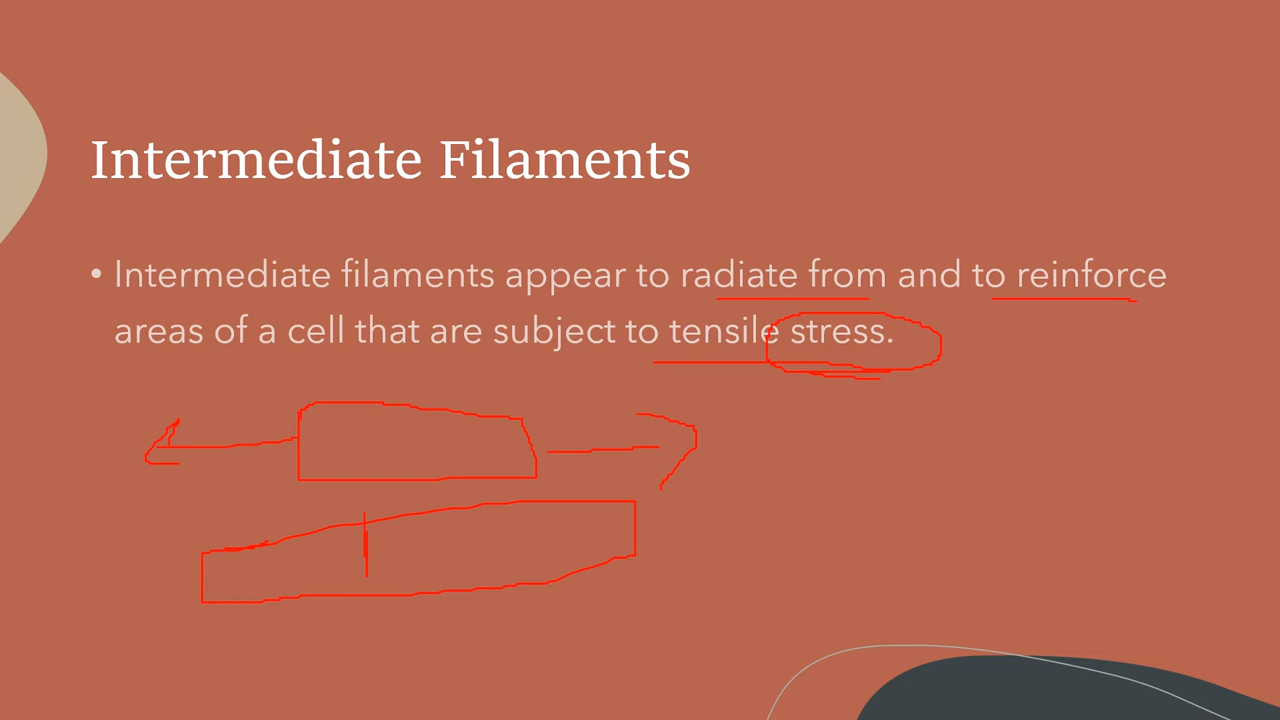 Intermediate Filaments
• Intermediate filaments appear to radiate from and to reinforce
areas of a cell that are subject to tensile stress.